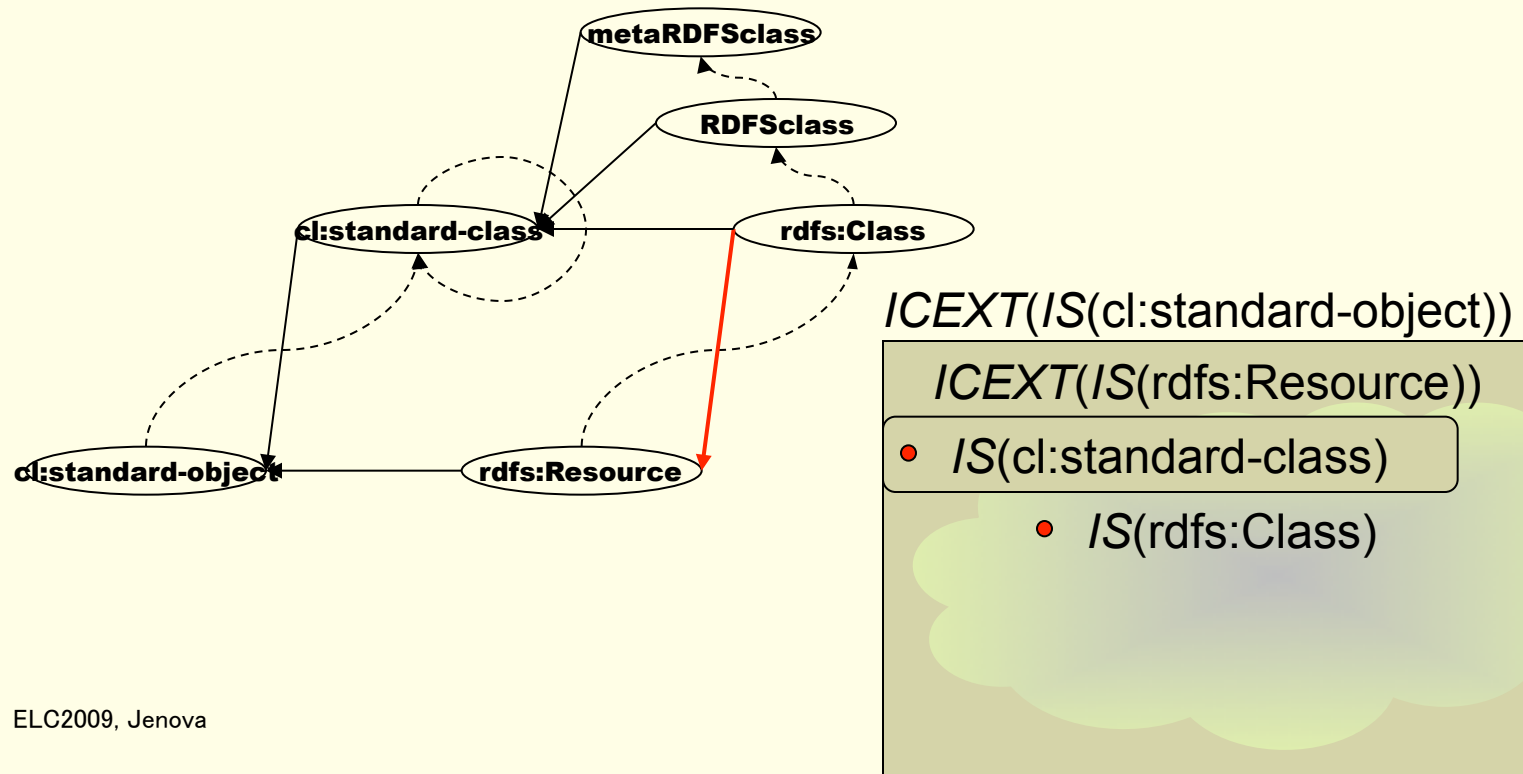 metaRDFSclass
RDFSclass
cl:standard-class
rdfs:Class
cl:standard-object
rdfs:Resource
ICEXT(IS(cl:standard-object))
ICEXT(IS(rdfs:Resource))
IS(cl:standard-class)
IS(rdfs:Class)
ELC2009, Jenova